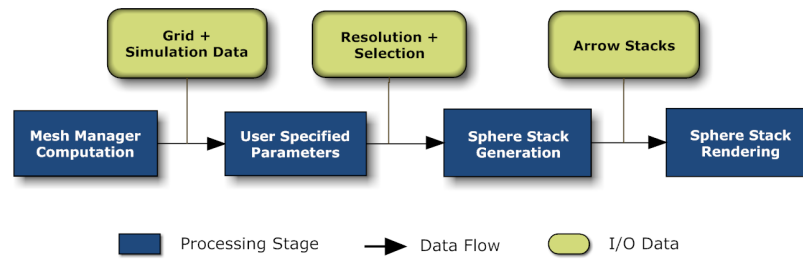 Grid +
Simulation Data
Resolution +
Selection
Arrow Stacks
Mesh Manager
Computation
User Specified
Parameters
Sphere Stack
Generation
Sphere Stack
Rendering
Processing Stage
Data Flow
I/O Data